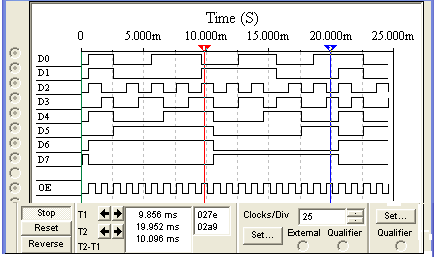 Time (S)
0 5.000m 10.000m 15.000m 20.000m 25.000m
D0
D1
D2
D3
D4
D5
D6
D7
OE
Stop
Reset
Reverse
T1 9.856 ms 027e
T2 19.952 ms 02a9
T2-T1 10.096 ms
Clocks/Div 25
Set... External Qualifier
Set...
Qualifier